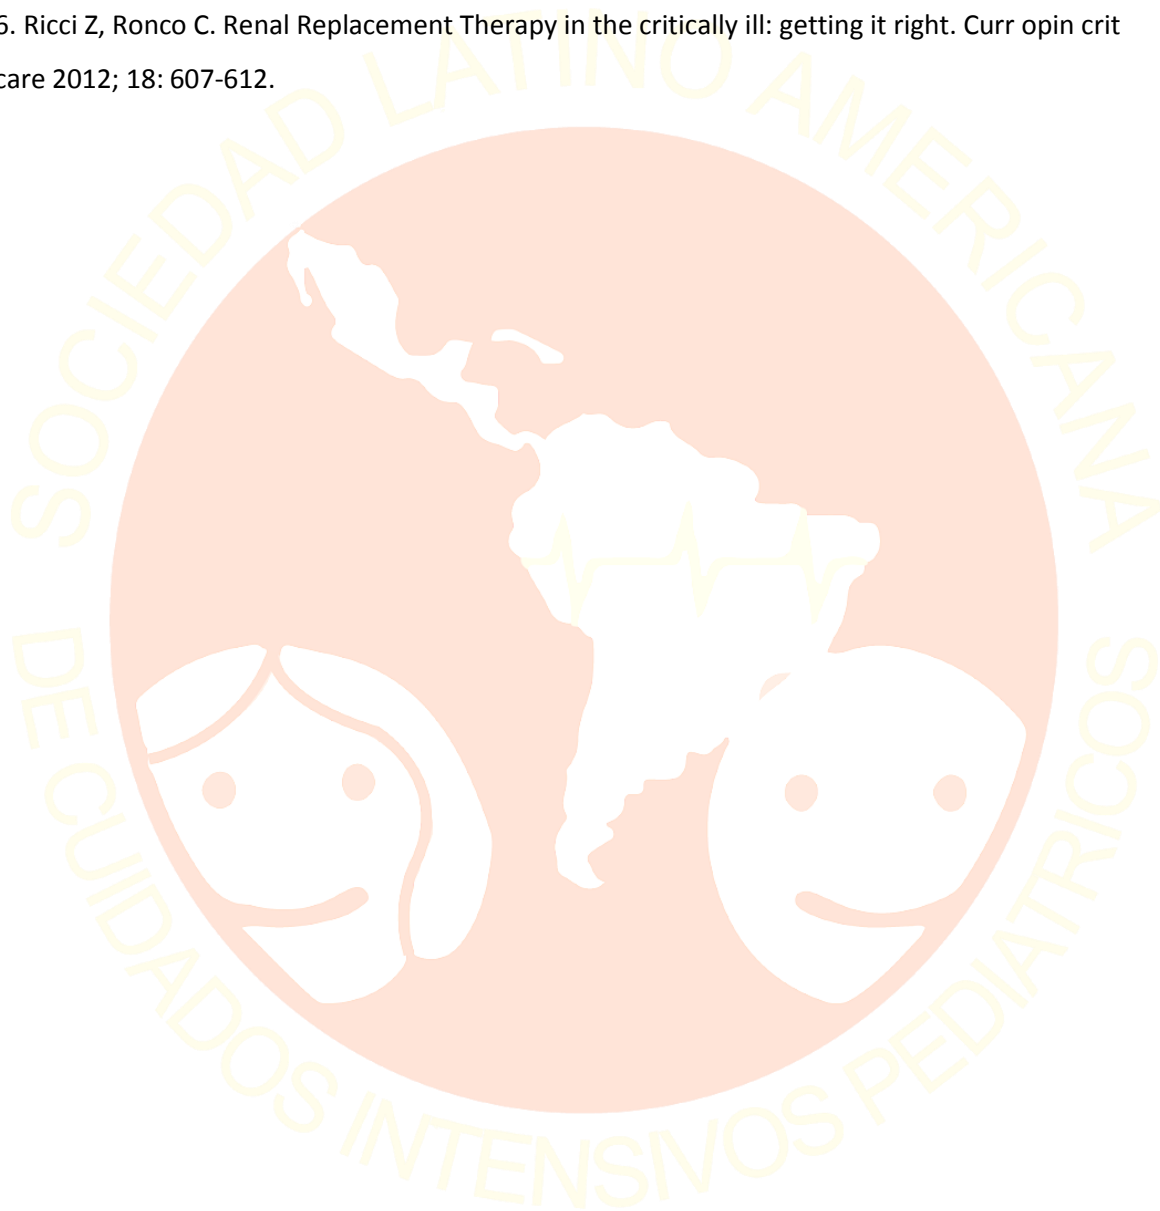 6. Ricci Z, Ronco C. Renal Replacement Therapy in the critically ill: getting it right. Curr opin crit
care 2012; 18: 607-612.
SOCIEDAD LATINO AMERICANA
DE CUIDADOS INTENSIVOS PEDIATRICOS